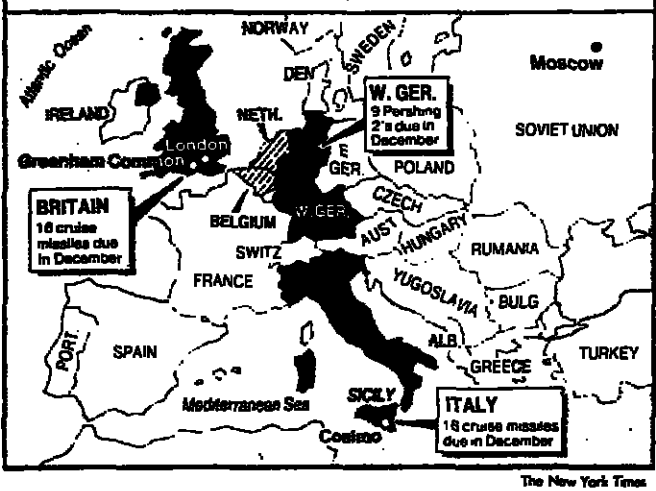 Atlantic Ocean
NORWAY
SWEDEN
Moscow
DEN
IRELAND
NETH.
W. GER.
9 Pershing
2's due in
December
SOVIET UNION
London
Greenham Common
E
GER.
POLAND
BRITAIN
16 cruise
missiles due
in December
BELGIUM
W. GER.
CZECH
AUST
HUNGARY
SWITZ
FRANCE
RUMANIA
YUGOSLAVIA
BULG
PORT.
SPAIN
ALB.
GREECE
TURKEY
Mediterranean Sea
SICILY
Comiso
ITALY
16 cruise missiles
due in December
The New York Times